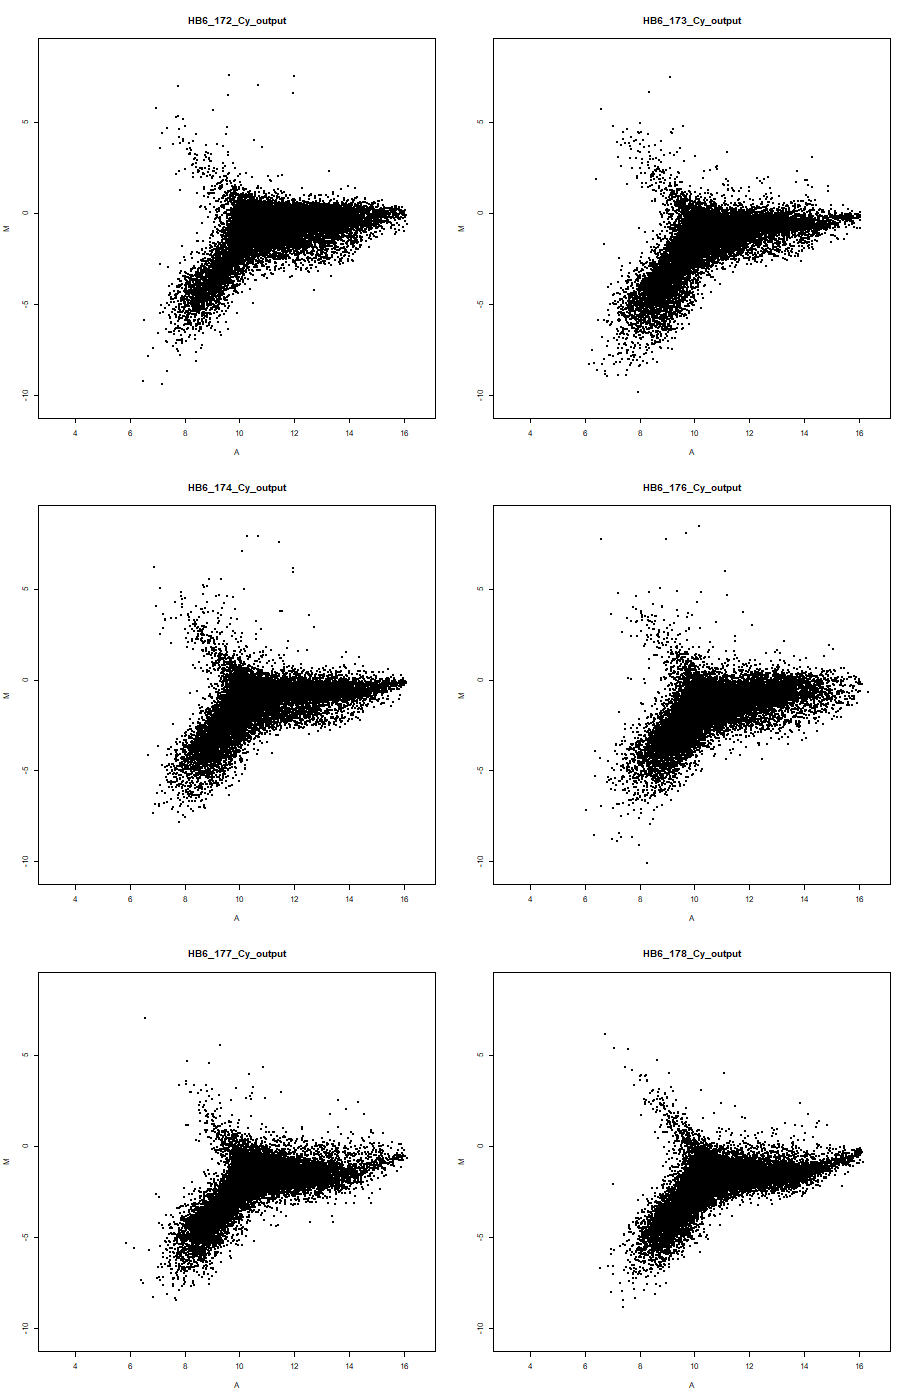 HB6_172_Cy_output
5
0
-5
-10
M
4 6 8 10 12 14 16
A
HB6_173_Cy_output
5
0
-5
-10
M
4 6 8 10 12 14 16
A
HB6_174_Cy_output
5
0
-5
-10
M
4 6 8 10 12 14 16
A
HB6_176_Cy_output
5
0
-5
-10
M
4 6 8 10 12 14 16
A
HB6_177_Cy_output
5
0
-5
-10
M
4 6 8 10 12 14 16
A
HB6_178_Cy_output
5
0
-5
-10
M
4 6 8 10 12 14 16
A